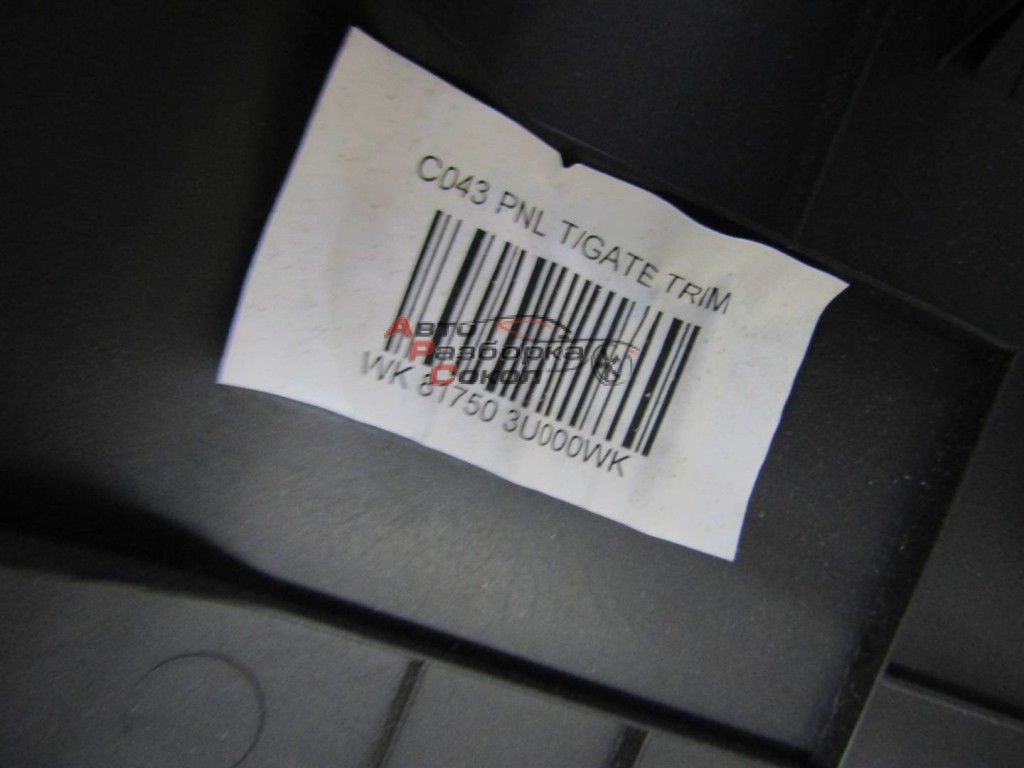 C043 PNL T/GATE TRIM
Авто
Разборка
Сокол
WK 81750 3U000WK